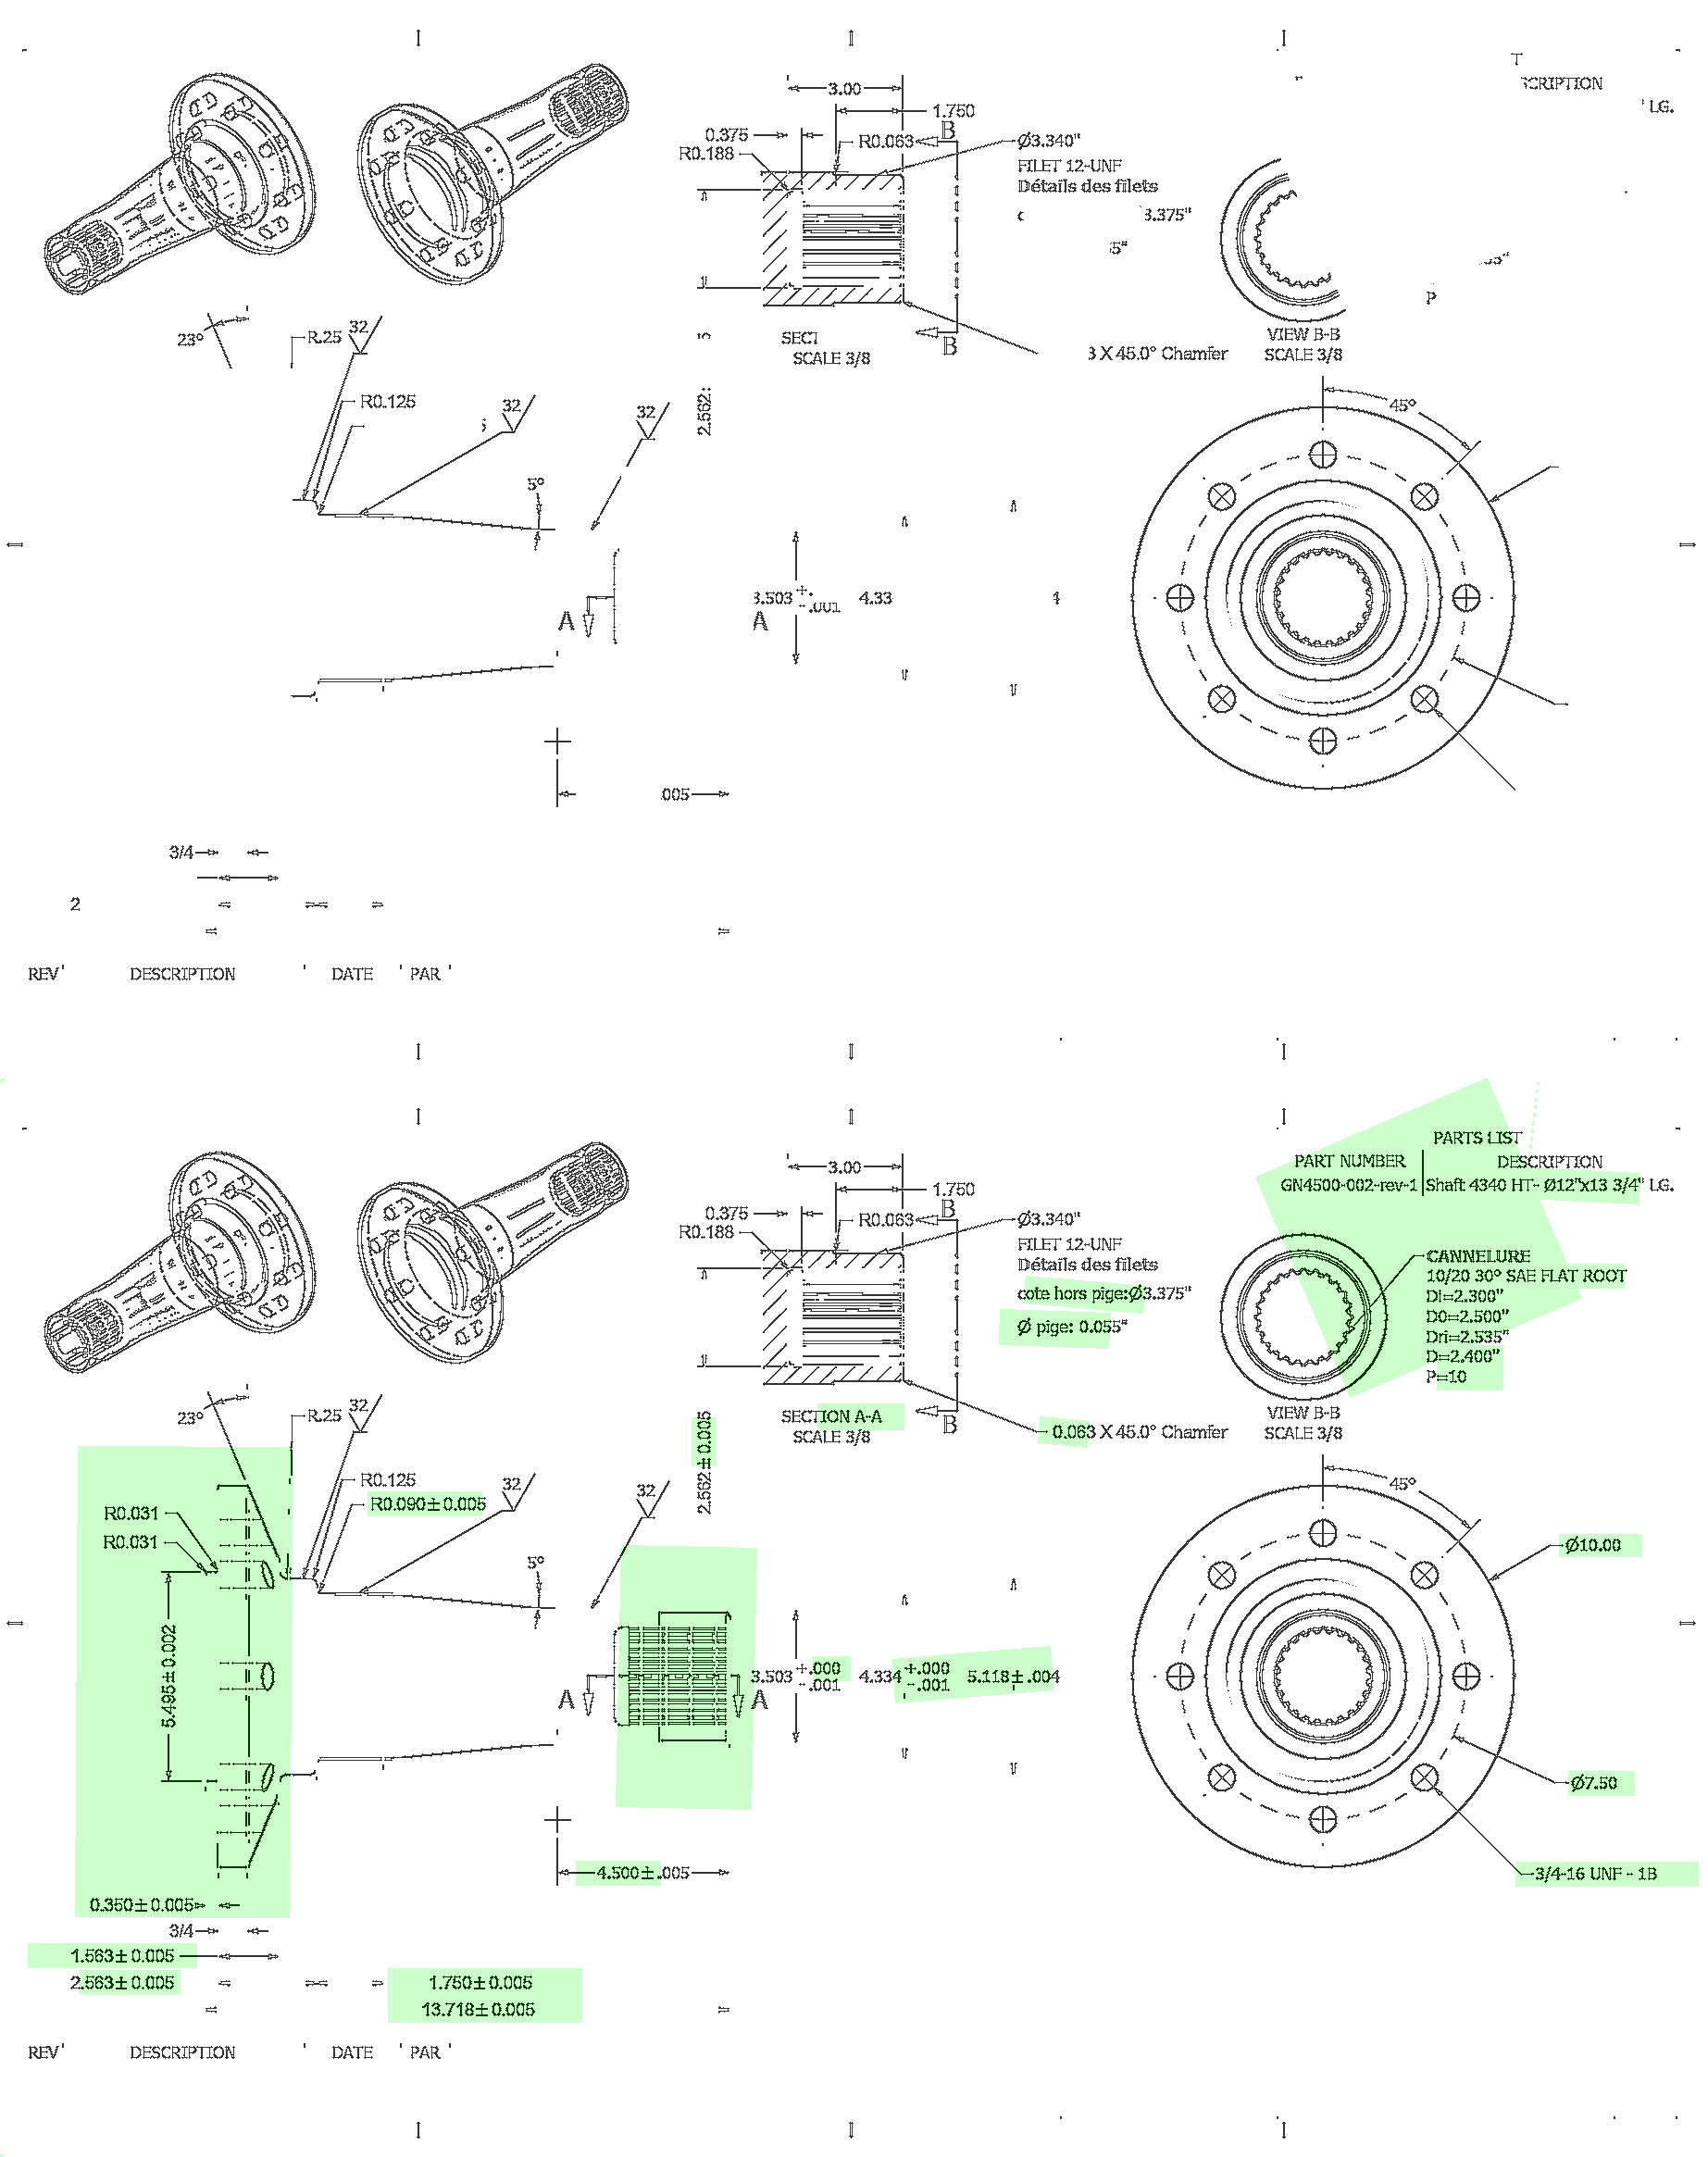 T
SCRIPTION
LG.
3.00
1.750
0.375
R0.063
B
R0.188
Ø3.340"
FILET 12-UNF
Détails des filets
3.375"
5"
P
23°
R.25
32
SECT
SCALE 3/8
B
3 X 45.0° Chamfer
VIEW B-B
SCALE 3/8
R0.125
32
32
2.562
45°
5°
A
3.503 +.
-.001
A
4.33
4
.005
3/4
2
REV
DESCRIPTION
DATE
PAR
PARTS LIST
PART NUMBER
DESCRIPTION
GN4500-002-rev-1
Shaft 4340 HT- Ø12"x13 3/4" LG.
3.00
1.750
0.375
R0.063
B
R0.188
Ø3.340"
FILET 12-UNF
Détails des filets
cote hors pige:Ø3.375"
Ø pige: 0.055"
CANNELURE
10/20 30° SAE FLAT ROOT
DI=2.300"
D0=2.500"
Dri=2.535"
D=2.400"
P=10
23°
R.25
32
SECTION A-A
SCALE 3/8
B
0.063 X 45.0° Chamfer
VIEW B-B
SCALE 3/8
R0.125
R0.090±0.005
32
32
2.562±0.005
45°
R0.031
R0.031
5°
Ø10.00
5.495±0.002
A
A
3.503 +.000
-.001
4.334 +.000
-.001
5.118±.004
Ø7.50
4.500±.005
3/4-16 UNF - 1B
0.350±0.005
3/4
1.563±0.005
2.563±0.005
1.750±0.005
13.718±0.005
REV
DESCRIPTION
DATE
PAR